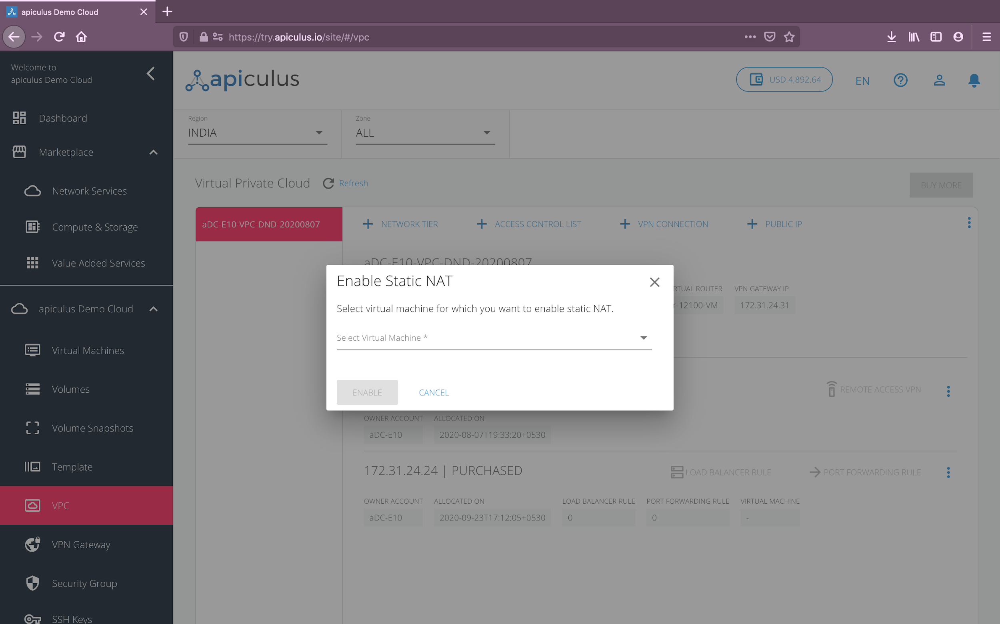 apiculus Demo Cloud
https://try.apiculus.io/site/#/vpc
Welcome to
apiculus Demo Cloud
Dashboard
Marketplace
Network Services
Compute & Storage
Value Added Services
apiculus Demo Cloud
Virtual Machines
Volumes
Volume Snapshots
Template
VPC
VPN Gateway
Security Group
SSH Keys
apiculus
USD 4,892.64
EN
Region
INDIA
Zone
ALL
Virtual Private Cloud
Refresh
BUY MORE
aDC-E10-VPC-DND-20200807
NETWORK TIER
ACCESS CONTROL LIST
VPN CONNECTION
PUBLIC IP
aDC-E10-VPC-DND-20200807
RTUAL ROUTER
VPN GATEWAY IP
r-12100-VM
172.31.24.31
Enable Static NAT
Select virtual machine for which you want to enable static NAT.
Select Virtual Machine *
ENABLE
CANCEL
REMOTE ACCESS VPN
OWNER ACCOUNT
ALLOCATED ON
aDC-E10
2020-08-07T19:33:20+0530
172.31.24.24 | PURCHASED
LOAD BALANCER RULE
PORT FORWARDING RULE
OWNER ACCOUNT
ALLOCATED ON
LOAD BALANCER RULE
PORT FORWARDING RULE
VIRTUAL MACHINE
aDC-E10
2020-09-23T17:12:05+0530
0
0
-